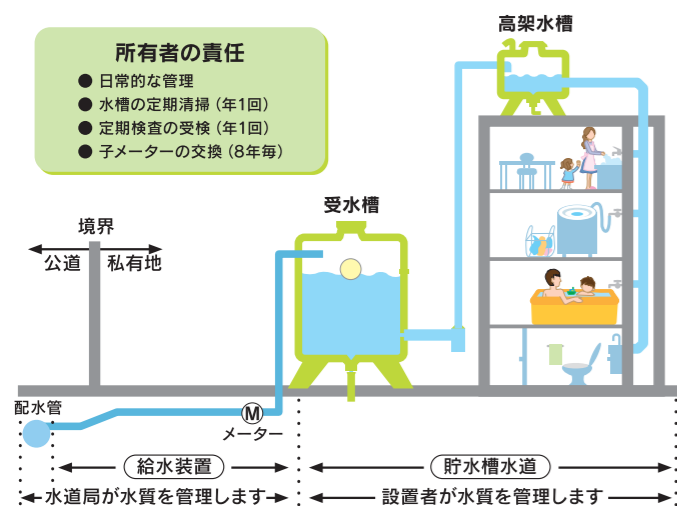 高架水槽
所有者の責任
● 日常的な管理
● 水槽の定期清掃（年1回）
● 定期検査の受検（年1回）
● 子メーターの交換（8年毎）
受水槽
境界
公道
私有地
配水管
M
メーター
給水装置
貯水槽水道
水道局が水質を管理します
設置者が水質を管理します